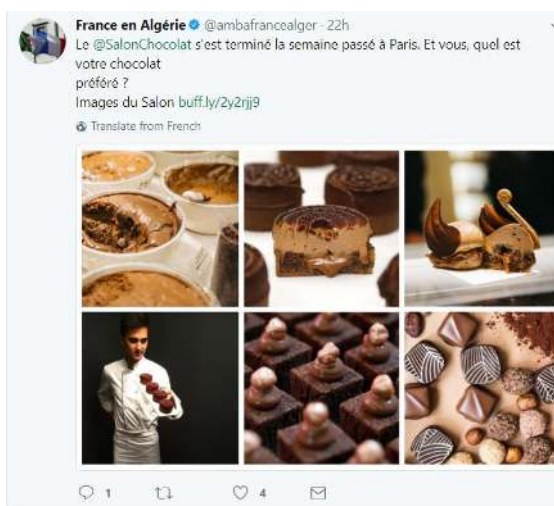 France en Algérie @ambafrancealger · 22h
Le @SalonChocolat s'est terminé la semaine passé à Paris. Et vous, quel est
votre chocolat
préféré ?
Images du Salon buff.ly/2y2rjj9
Translate from French
1 4